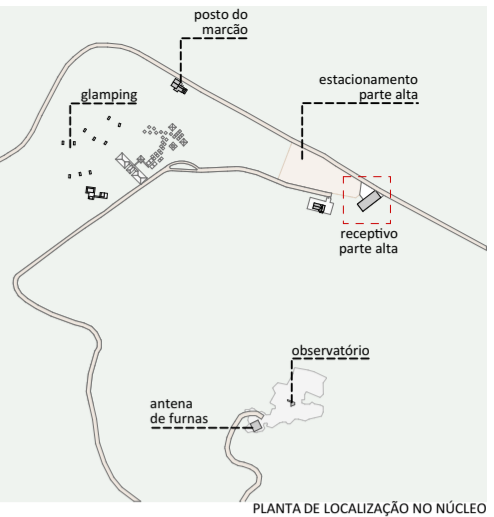 posto do
marcão
glamping
estacionamento
parte alta
receptivo
parte alta
observatório
antena
de furnas
PLANTA DE LOCALIZAÇÃO NO NÚCLEO